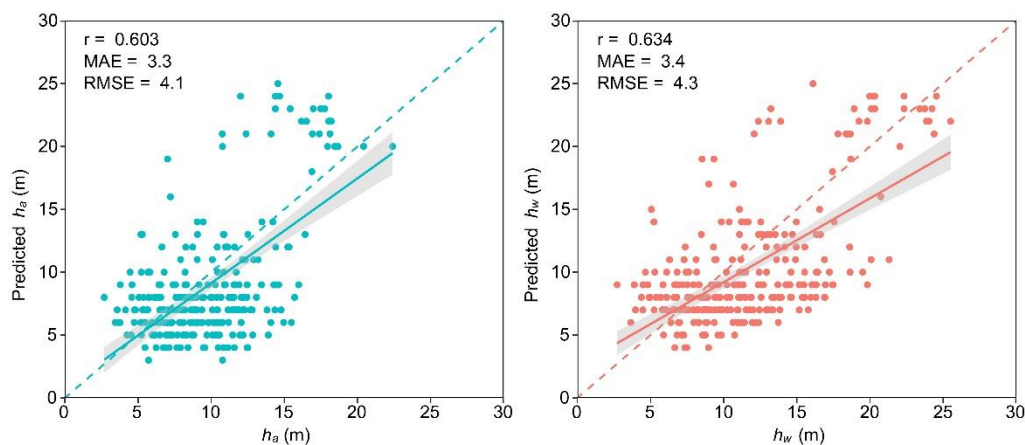 r = 0.603
MAE = 3.3
RMSE = 4.1
30
25
20
15
10
5
0
Predicted hₐ (m)
0 5 10 15 20 25 30
hₐ (m)
r = 0.634
MAE = 3.4
RMSE = 4.3
30
25
20
15
10
5
0
Predicted h_w (m)
0 5 10 15 20 25 30
h_w (m)